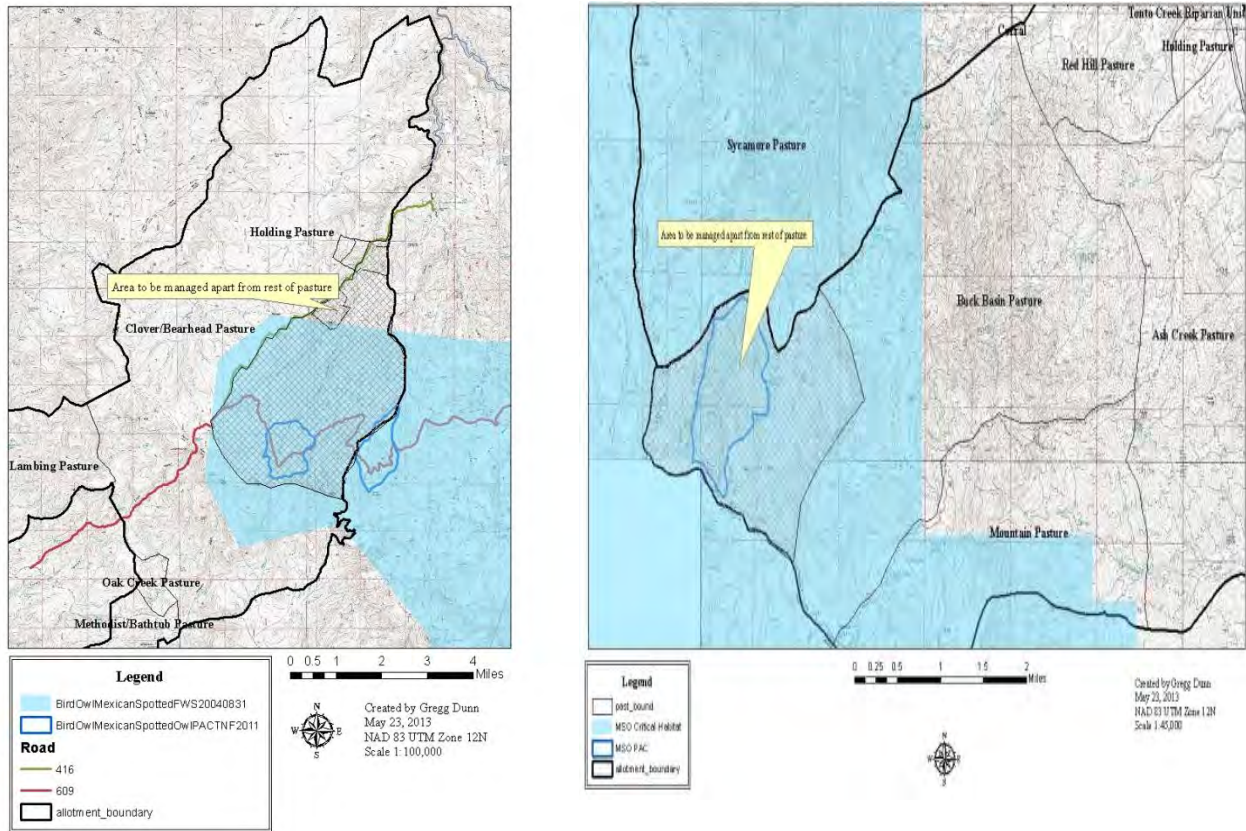 Holding Pasture
Area to be managed apart from rest of pasture
Clover/Bearhead Pasture
Lambing Pasture
Oak Creek Pasture
Methodist/Bathtub Pasture
Legend
BirdOwlMexicanSpottedFWS20040831
BirdOwlMexicanSpottedOwlPACTNF2011
Road
416
609
allotment_boundary
0 0.5 1 2 3 4
Miles
N
W E
S
Created by Gregg Dunn
May 23, 2013
NAD 83 UTM Zone 12N
Scale 1:100,000
Tonto Creek Riparian Unit
Corral
Holding Pasture
Red Hill Pasture
Sycamore Pasture
Area to be managed apart from rest of pasture
Buck Basin Pasture
Ash Creek Pasture
Mountain Pasture
Legend
past_bound
MSO Critical Habitat
MSO PAC
allotment_boundary
0 0.25 0.5 1 1.5 2
Miles
N
W E
S
Created by Gregg Dunn
May 23, 2013
NAD 83 UTM Zone 12N
Scale 1:45,000